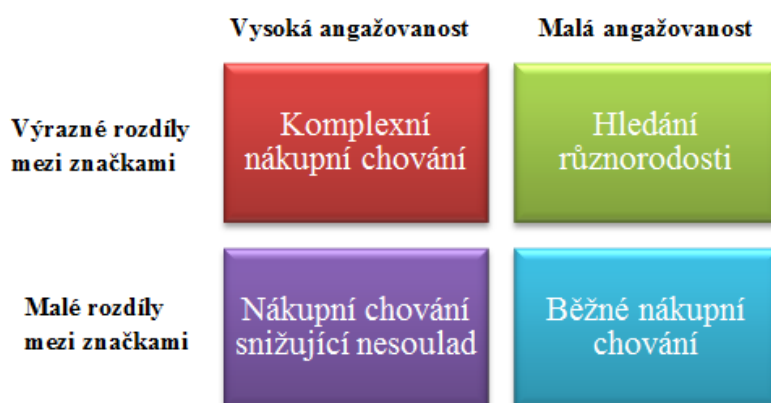 Vysoká angažovanost
Malá angažovanost
Výrazné rozdíly
mezi značkami
Komplexní
nákupní chování
Hledání
různorodosti
Malé rozdíly
mezi značkami
Nákupní chování
snižující nesoulad
Běžné nákupní
chování